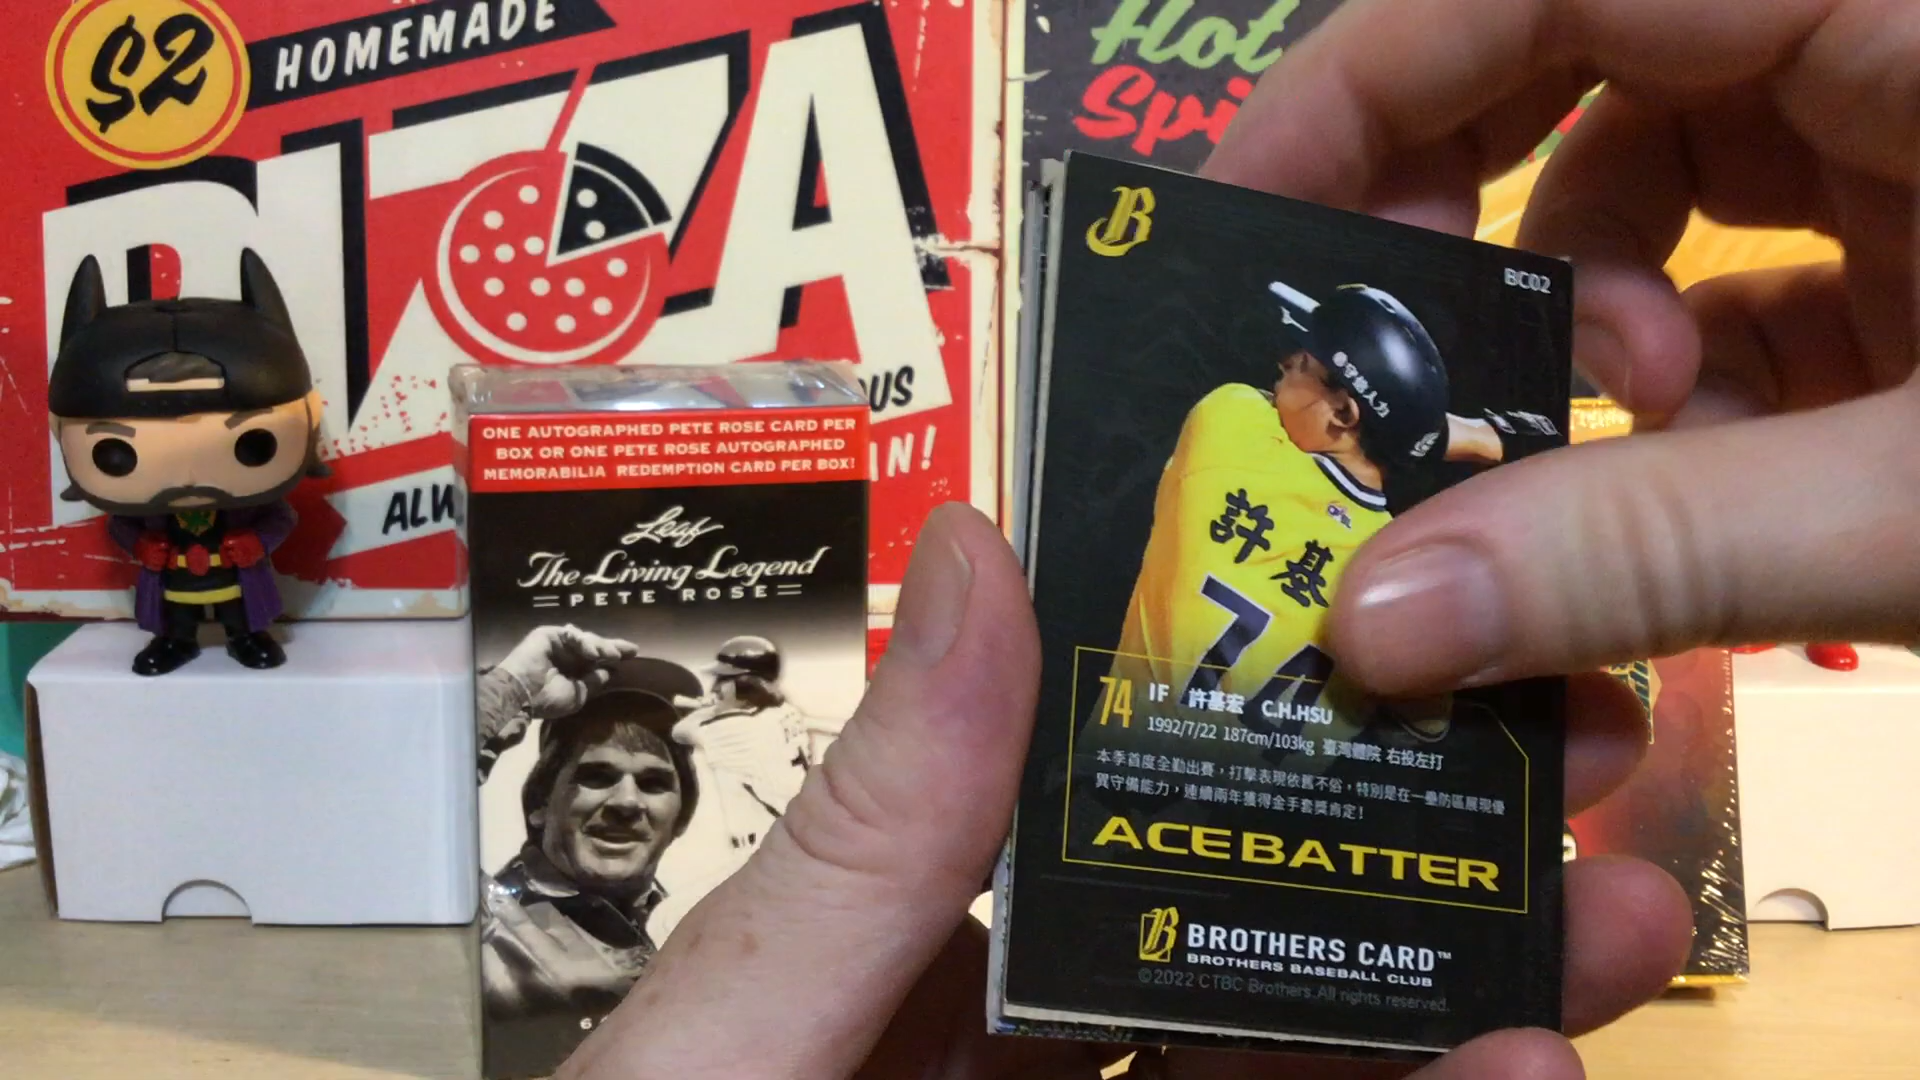 $2
HOMEMADE
PIZZA
Hot
Spi
OUS
ALW
N!
ONE AUTOGRAPHED PETE ROSE CARD PER
BOX OR ONE PETE ROSE AUTOGRAPHED
MEMORABILIA REDEMPTION CARD PER BOX!
Leaf
The Living Legend
PETE ROSE
6
B
BC02
許基
74
74 IF 許基宏 C.H.HSU
1992/7/22 187cm/103kg 臺灣體院 右投左打
本季首度全勤出賽，打擊表現依舊不俗，特別是在一壘防區展現優
異守備能力，連續兩年獲得金手套獎肯定！
ACE BATTER
B BROTHERS CARD™
BROTHERS BASEBALL CLUB
©2022 CTBC Brothers. All rights reserved.